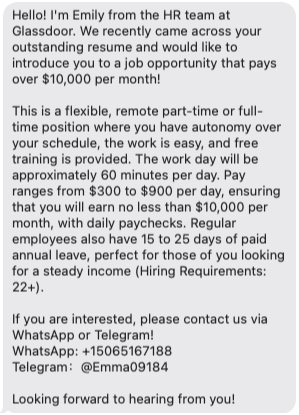 Hello! I'm Emily from the HR team at
Glassdoor. We recently came across your
outstanding resume and would like to
introduce you to a job opportunity that pays
over $10,000 per month!
This is a flexible, remote part-time or full-
time position where you have autonomy over
your schedule, the work is easy, and free
training is provided. The work day will be
approximately 60 minutes per day. Pay
ranges from $300 to $900 per day, ensuring
that you will earn no less than $10,000 per
month, with daily paychecks. Regular
employees also have 15 to 25 days of paid
annual leave, perfect for those of you looking
for a steady income (Hiring Requirements:
22+).
If you are interested, please contact us via
WhatsApp or Telegram!
WhatsApp: +15065167188
Telegram： @Emma09184
Looking forward to hearing from you!